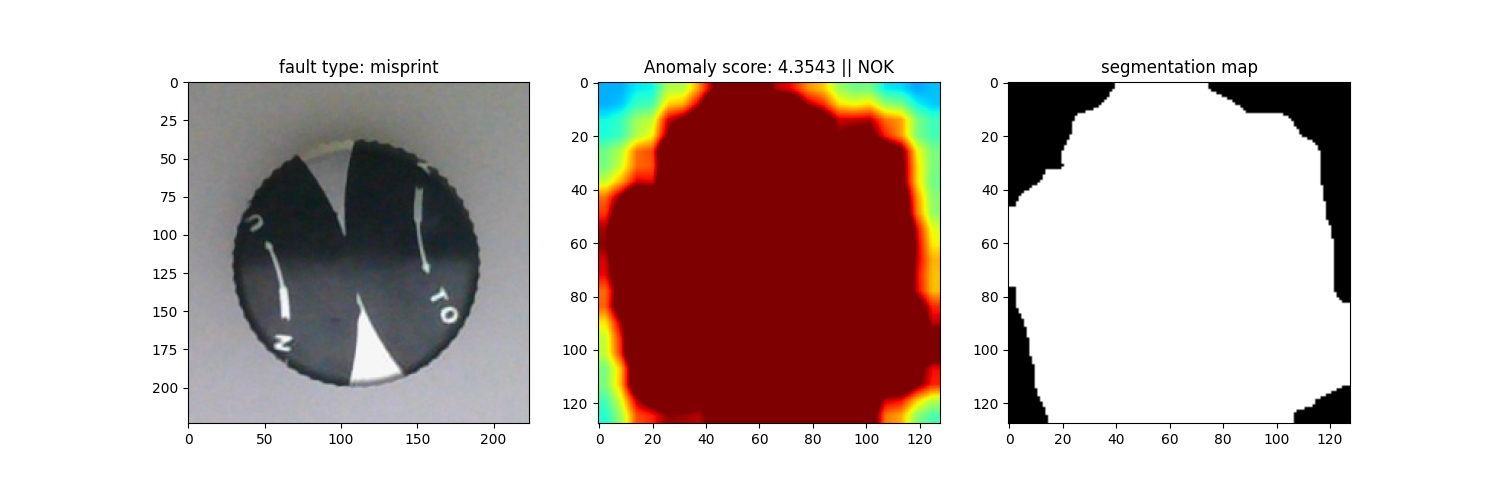 fault type: misprint
Anomaly score: 4.3543 || NOK
segmentation map
0
25
50
75
100
125
150
175
200
0 50 100 150 200
0
20
40
60
80
100
120
0 20 40 60 80 100 120
0
20
40
60
80
100
120
0 20 40 60 80 100 120
TO
N